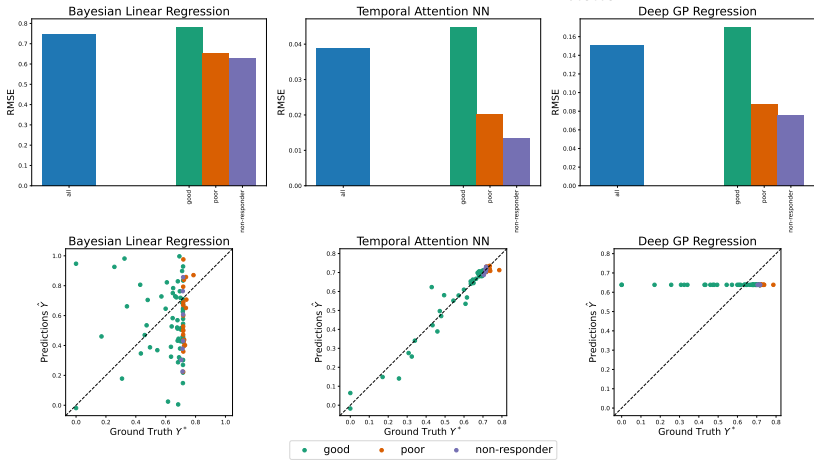 Bayesian Linear Regression
RMSE
0.8
0.7
0.6
0.5
0.4
0.3
0.2
0.1
0.0
all
good
poor
non-responder
Temporal Attention NN
RMSE
0.04
0.03
0.02
0.01
0.00
all
good
poor
non-responder
Deep GP Regression
RMSE
0.16
0.14
0.12
0.10
0.08
0.06
0.04
0.02
0.00
all
good
poor
non-responder
Bayesian Linear Regression
Predictions Ŷ
1.0
0.8
0.6
0.4
0.2
0.0
0.0 0.2 0.4 0.6 0.8 1.0
Ground Truth Y*
Temporal Attention NN
Predictions Ŷ
0.8
0.7
0.6
0.5
0.4
0.3
0.2
0.1
0.0
0.0 0.1 0.2 0.3 0.4 0.5 0.6 0.7 0.8
Ground Truth Y*
Deep GP Regression
Predictions Ŷ
0.8
0.7
0.6
0.5
0.4
0.3
0.2
0.1
0.0
0.0 0.1 0.2 0.3 0.4 0.5 0.6 0.7 0.8
Ground Truth Y*
good poor non-responder